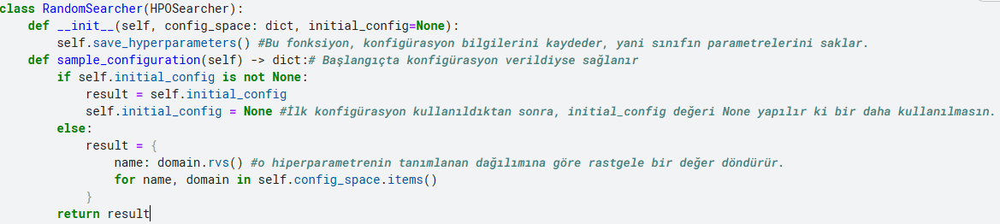 class RandomSearcher(HPOSearcher):
    def __init__(self, config_space: dict, initial_config=None):
        self.save_hyperparameters() #Bu fonksiyon, konfigürasyon bilgilerini kaydeder, yani sınıfın parametrelerini saklar.
    def sample_configuration(self) -> dict:# Başlangıçta konfigürasyon verildiyse sağlanır
        if self.initial_config is not None:
            result = self.initial_config
            self.initial_config = None #İlk konfigürasyon kullanıldıktan sonra, initial_config değeri None yapılır ki bir daha kullanılmasın.
        else:
            result = {
                name: domain.rvs() #o hiperparametrenin tanımlanan dağılımına göre rastgele bir değer döndürür.
                for name, domain in self.config_space.items()
            }
        return result